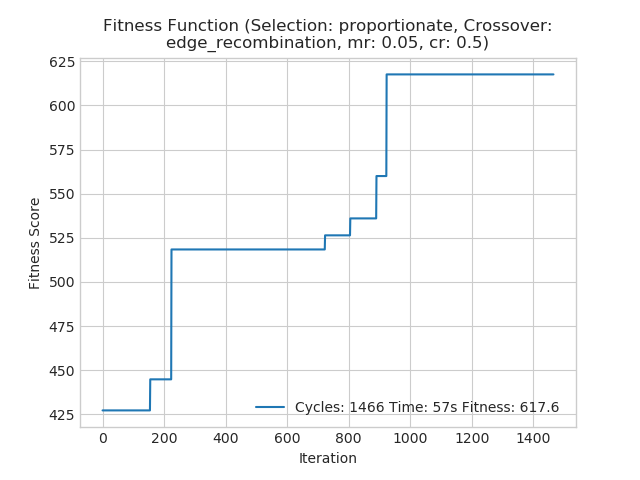 Fitness Function (Selection: proportionate, Crossover:
edge_recombination, mr: 0.05, cr: 0.5)
625
600
575
550
525
500
475
450
425
Fitness Score
Cycles: 1466 Time: 57s Fitness: 617.6
0 200 400 600 800 1000 1200 1400
Iteration